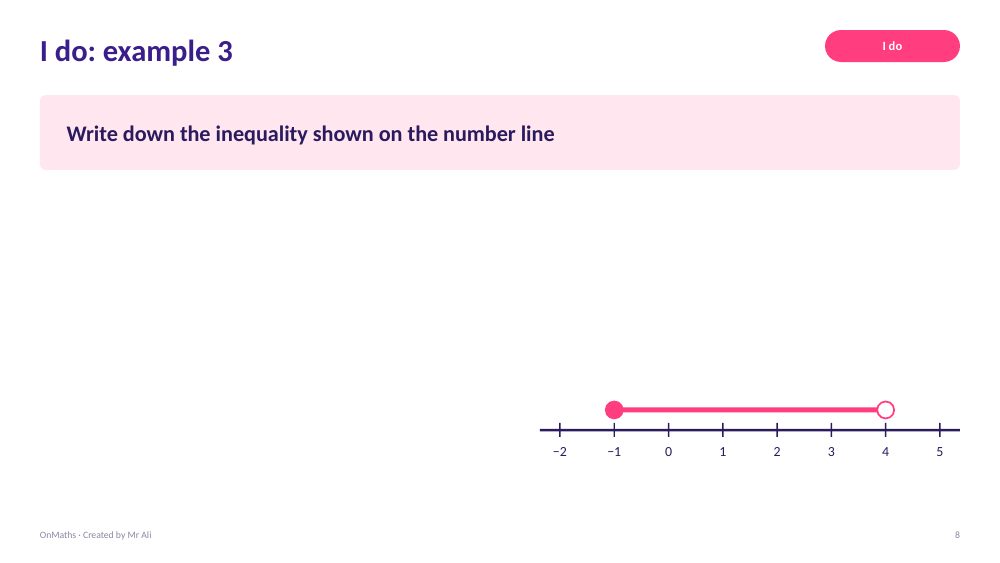 I do: example 3
I do
Write down the inequality shown on the number line
−2 −1 0 1 2 3 4 5
OnMaths · Created by Mr Ali
8